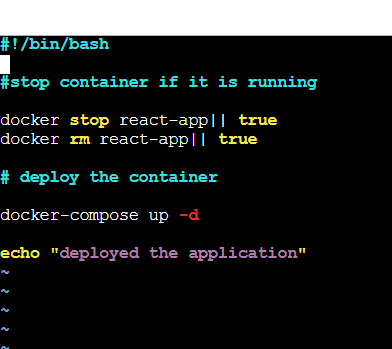 #!/bin/bash
#stop container if it is running
docker stop react-app|| true
docker rm react-app|| true
# deploy the container
docker-compose up -d
echo "deployed the application"
~
~
~
~
~